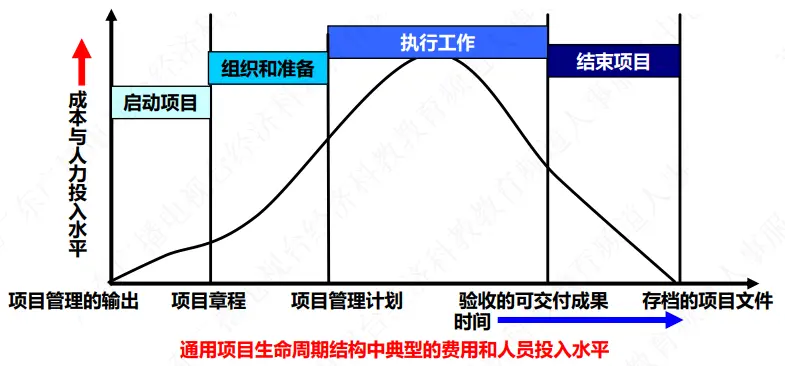 执行工作
结束项目
组织和准备
启动项目
成本与人力投入水平
项目管理的输出
项目章程
项目管理计划
验收的可交付成果
存档的项目文件
时间
通用项目生命周期结构中典型的费用和人员投入水平